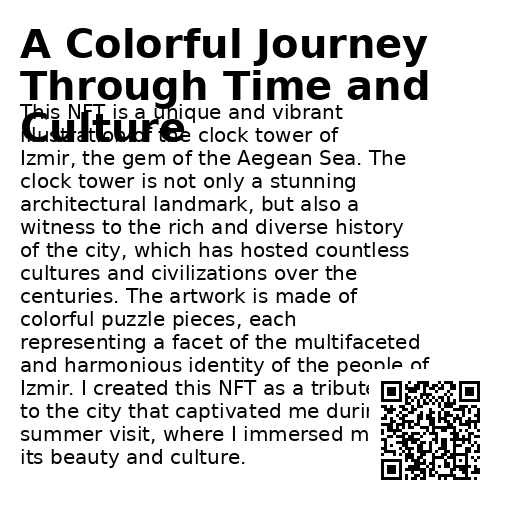 A Colorful Journey
Through Time and
Culture
This NFT is a unique and vibrant
illustration of the clock tower of
Izmir, the gem of the Aegean Sea. The
clock tower is not only a stunning
architectural landmark, but also a
witness to the rich and diverse history
of the city, which has hosted countless
cultures and civilizations over the
centuries. The artwork is made of
colorful puzzle pieces, each
representing a facet of the multifaceted
and harmonious identity of the people of
Izmir. I created this NFT as a tribute
to the city that captivated me durin
summer visit, where I immersed m
its beauty and culture.